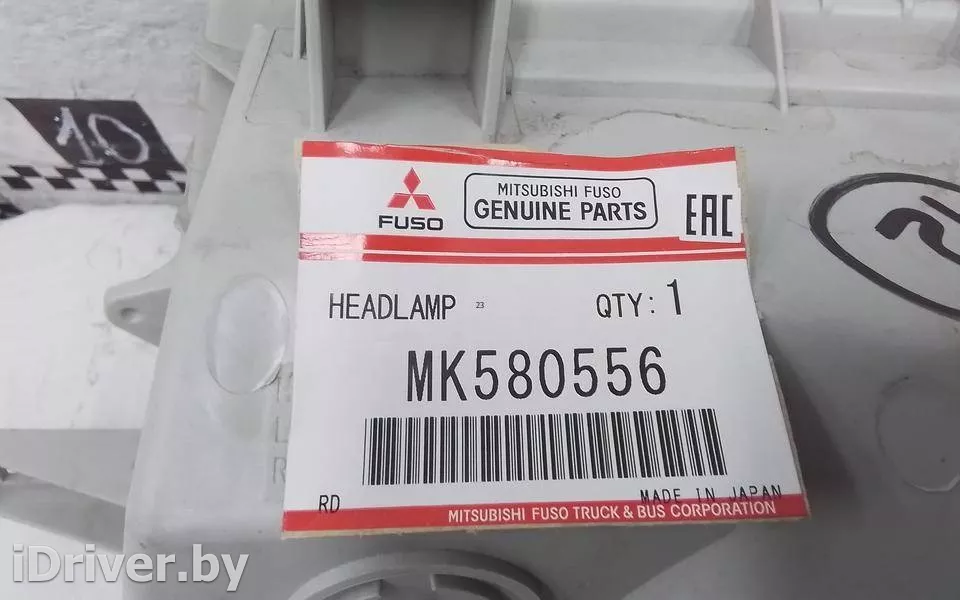 10
MITSUBISHI FUSO
GENUINE PARTS
FUSO
EAC
HEADLAMP 23 QTY: 1
MK580556
RD
MADE IN JAPAN
MITSUBISHI FUSO TRUCK & BUS CORPORATION
iDriver.by